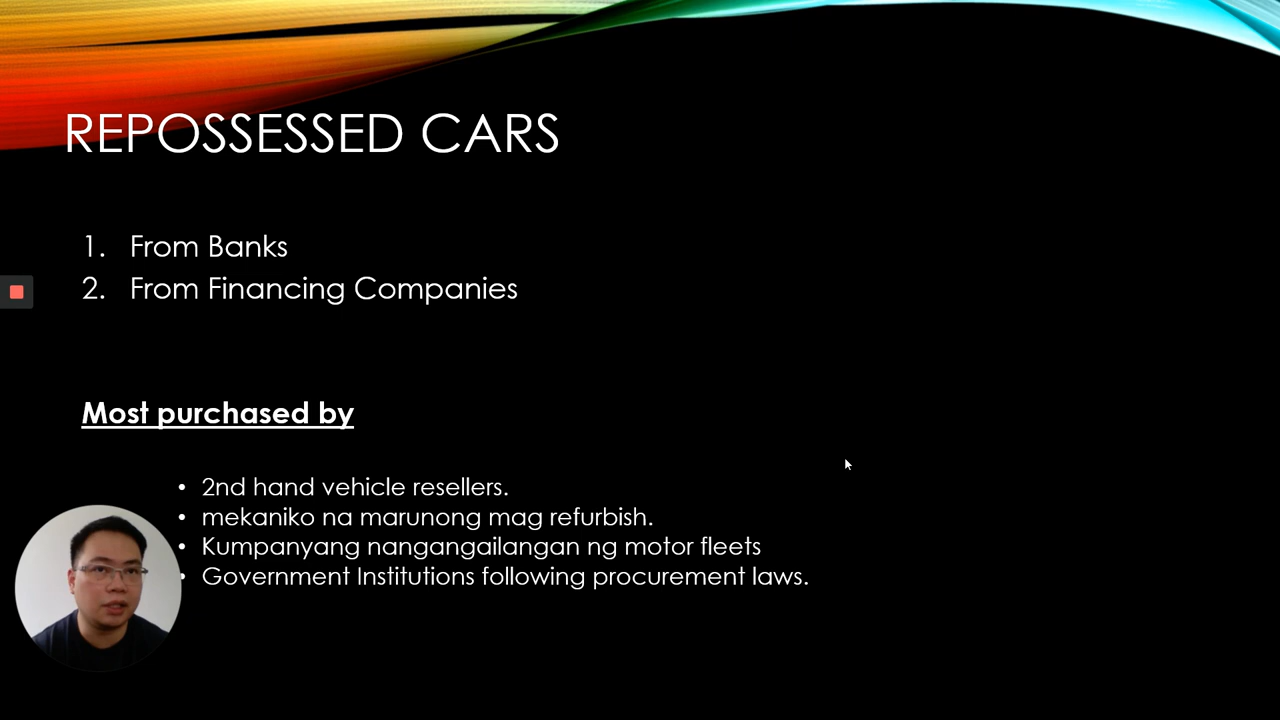 REPOSSESSED CARS
1. From Banks
2. From Financing Companies
Most purchased by
• 2nd hand vehicle resellers.
• mekaniko na marunong mag refurbish.
• Kumpanyang nangangailangan ng motor fleets
• Government Institutions following procurement laws.